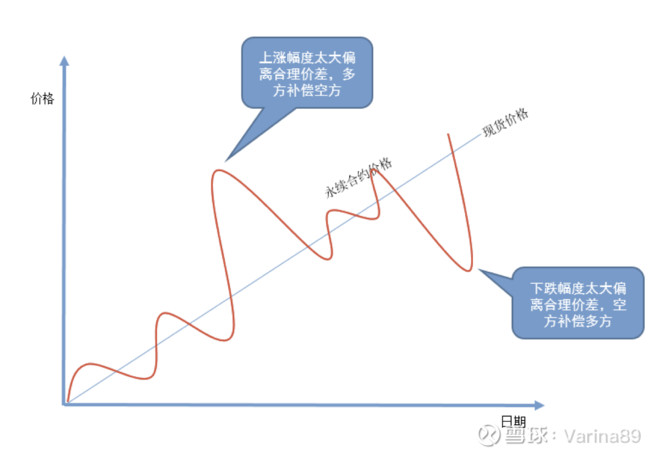 上涨幅度太大偏
离合理价差，多
方补偿空方
价格
现货价格
永续合约价格
下跌幅度太大偏
离合理价差，空
方补偿多方
日期
雪球：Varina89